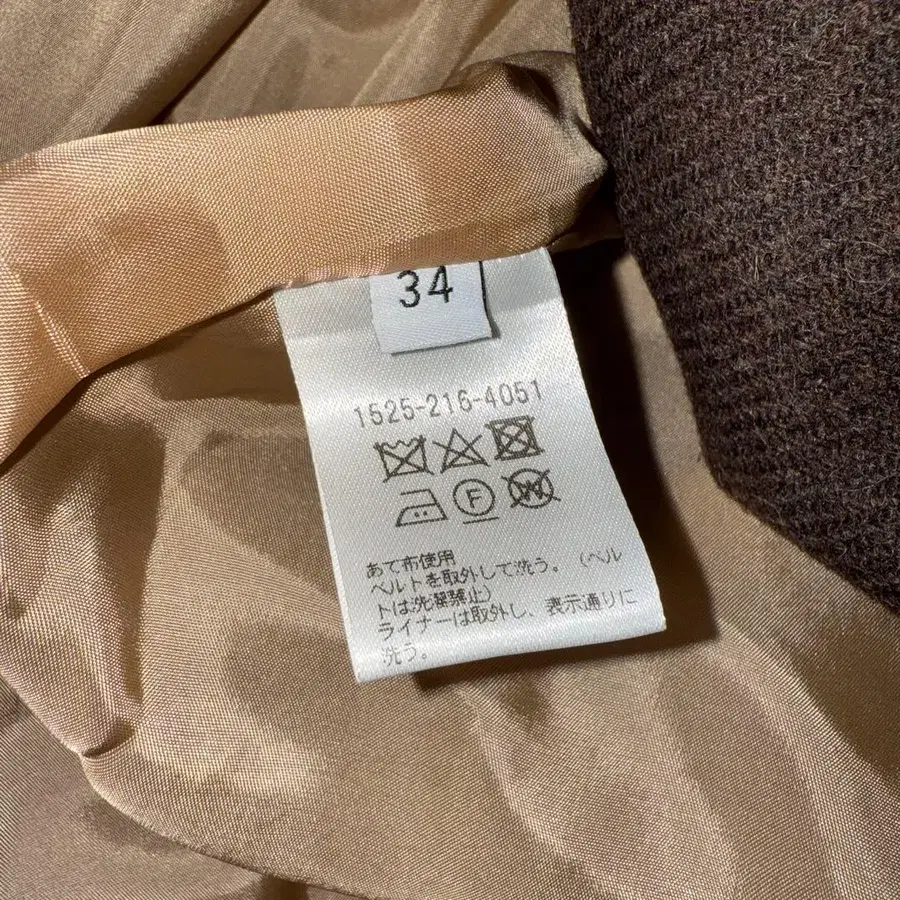 34
1525-216-4051
F
W
あて布使用
ベルトを取外して洗う。(ベル
トは洗濯禁止)
ライナーは取外し、表示通りに
洗う。